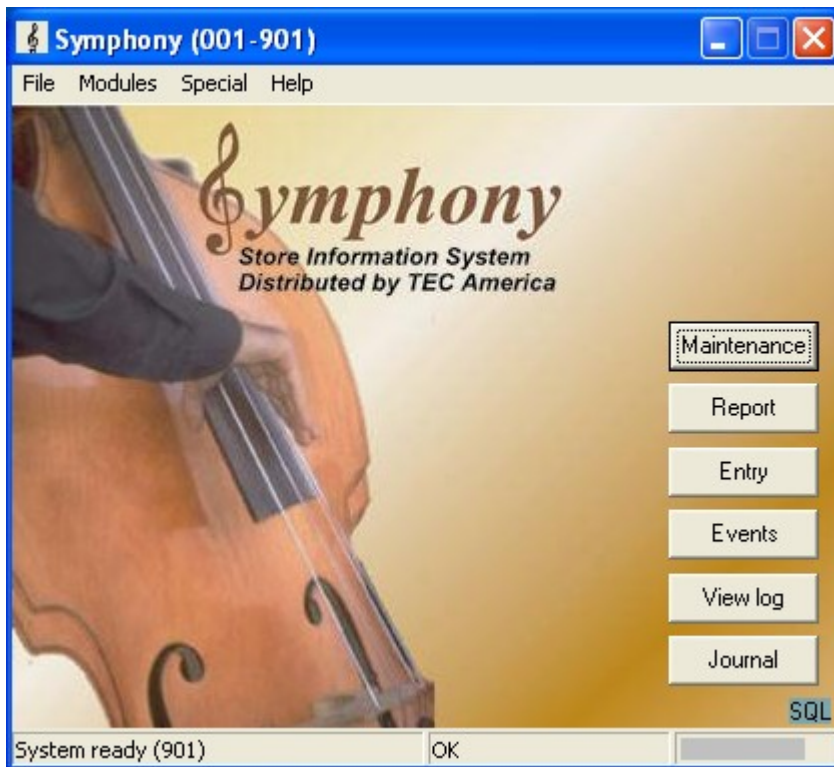 Symphony (001-901)
File Modules Special Help
Symphony
Store Information System
Distributed by TEC America
Maintenance
Report
Entry
Events
View log
Journal
SQL
System ready (901) OK